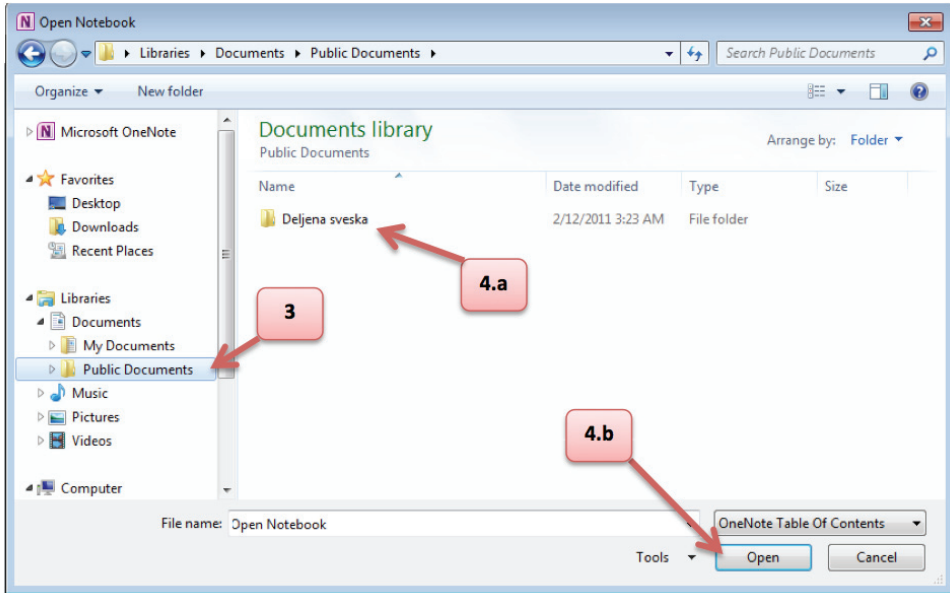 Open Notebook
Libraries Documents Public Documents
Search Public Documents
Organize New folder
Microsoft OneNote
Favorites
Desktop
Downloads
Recent Places
Libraries
Documents
My Documents
Public Documents
Music
Pictures
Videos
Computer
Documents library
Public Documents
Arrange by: Folder
Name Date modified Type Size
Deljena sveska 2/12/2011 3:23 AM File folder
4.a
3
4.b
File name: Open Notebook OneNote Table Of Contents
Tools Open Cancel